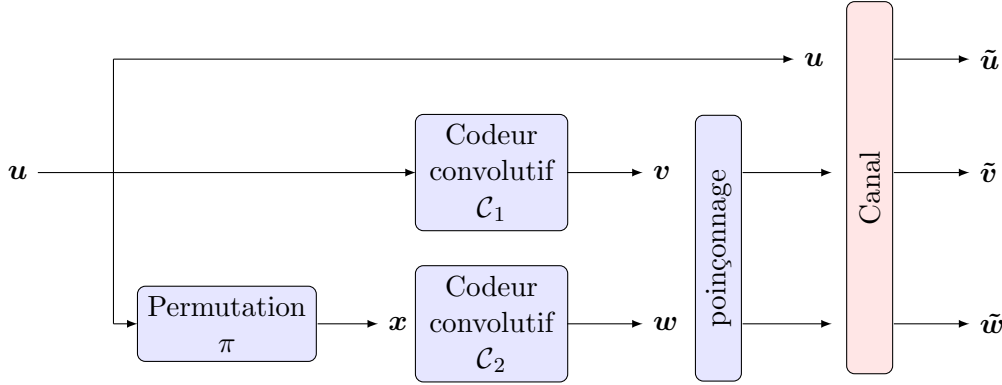 u
ũ
u
Codeur
convolutif
C₁
v
poinçonnage
Canal
ṽ
Permutation
π
x
Codeur
convolutif
C₂
w
w̃